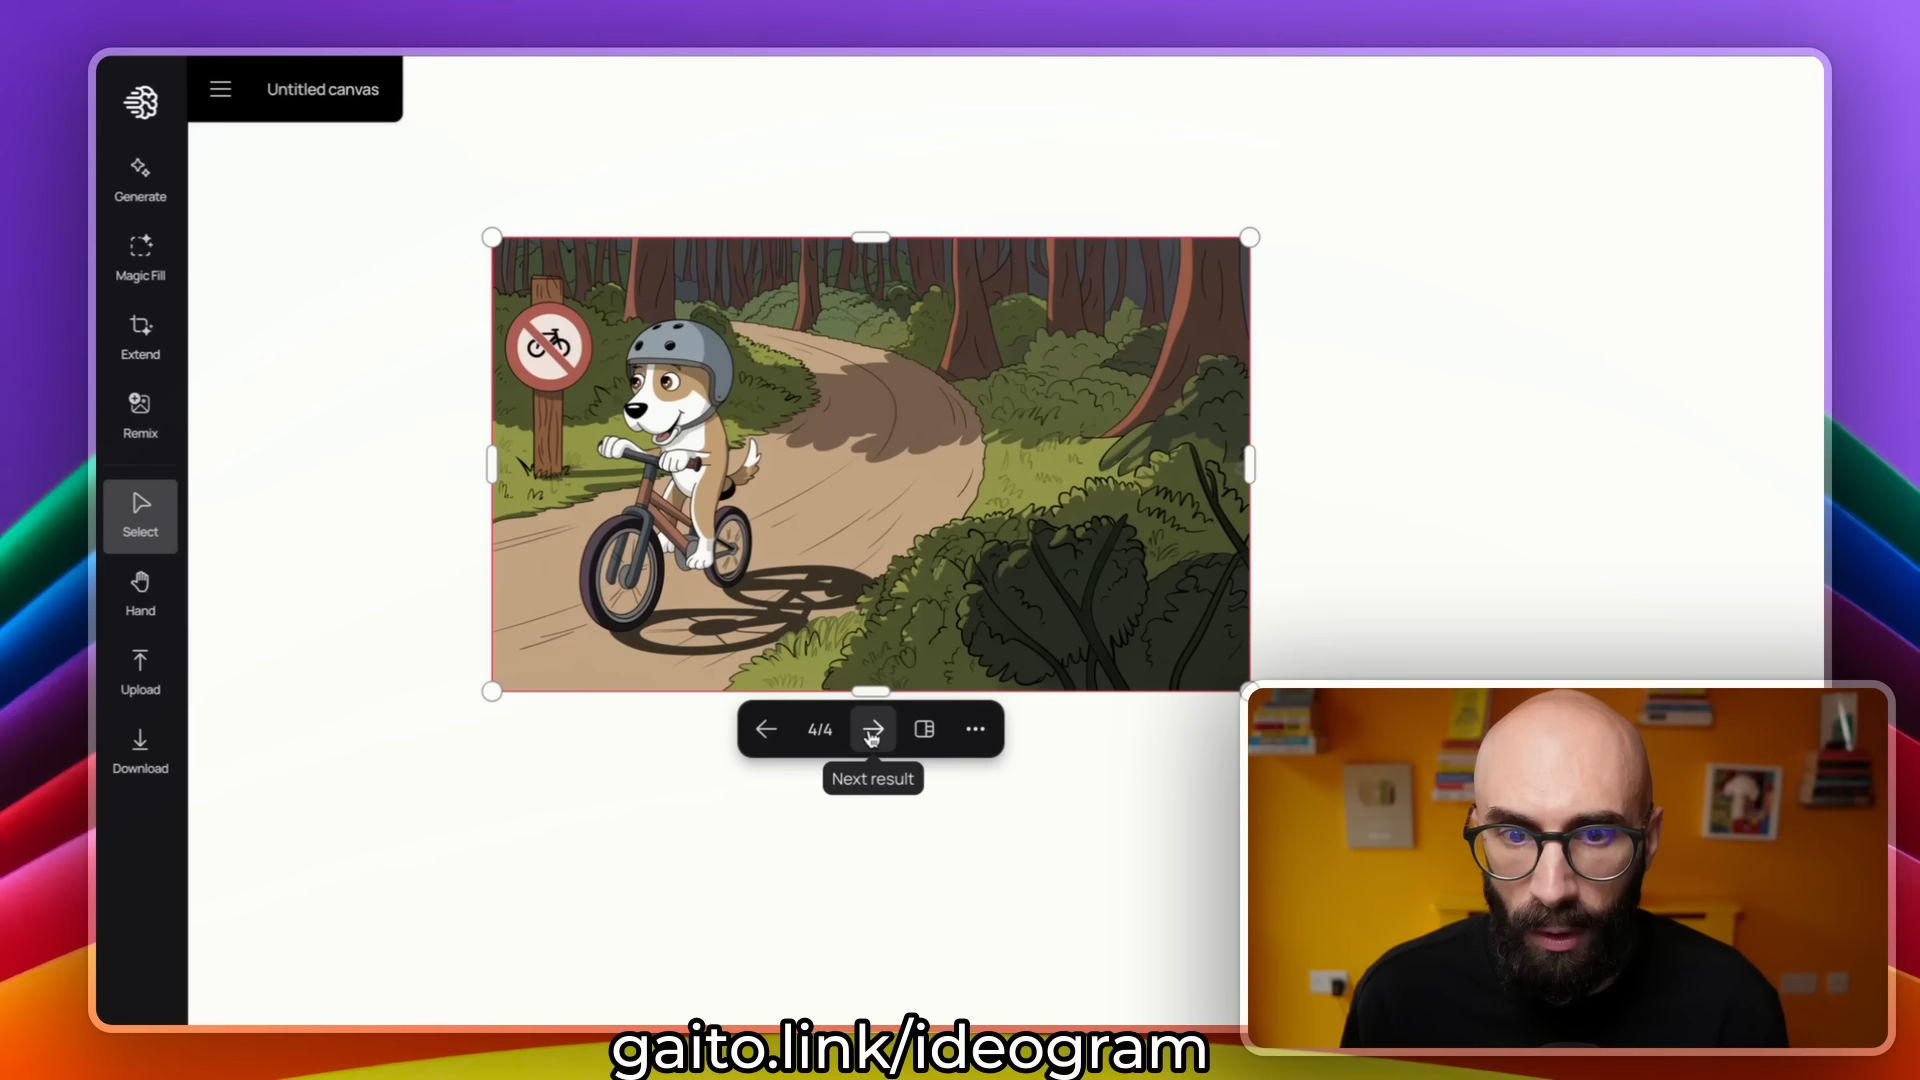 Untitled canvas
Generate
Magic Fill
Extend
Remix
Select
Hand
Upload
Download
4/4
Next result
gaito.link/ideogram